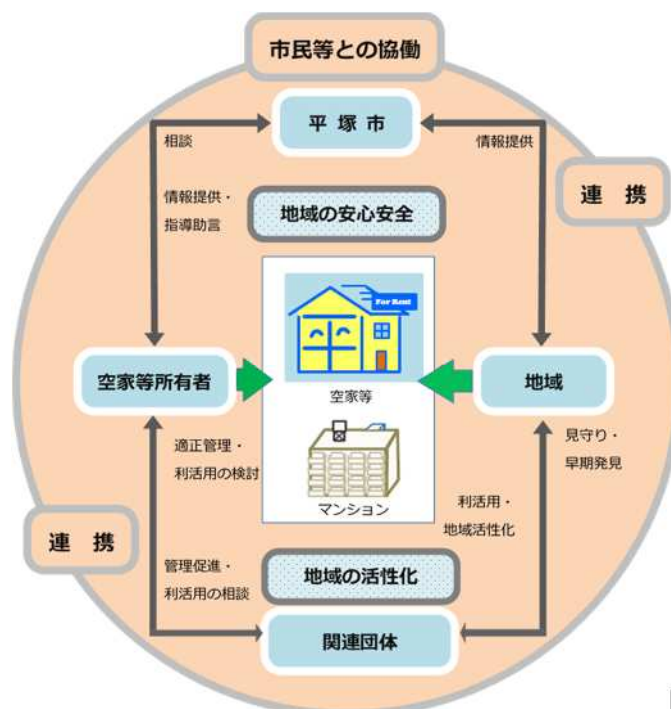 市民等との協働
平塚市
相談
情報提供
連携
情報提供・
指導助言
地域の安心安全
For Rent
空家等所有者
空家等
地域
適正管理・
利活用の検討
見守り・
早期発見
マンション
利活用・
地域活性化
連携
管理促進・
利活用の相談
地域の活性化
関連団体